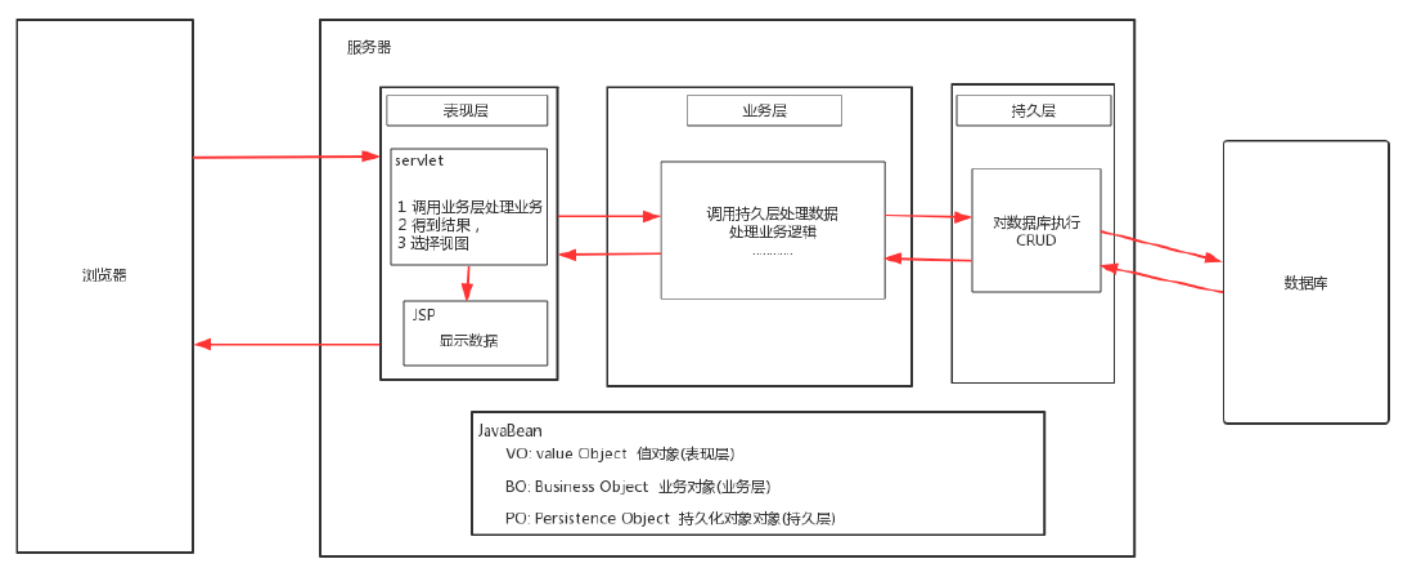 服务器
表现层
业务层
持久层
servlet
1 调用业务层处理业务
2 得到结果，
3 选择视图
调用持久层处理数据
处理业务逻辑
............
对数据库执行
CRUD
浏览器
数据库
JSP
显示数据
JavaBean
VO: value Object 值对象(表现层)
BO: Business Object 业务对象(业务层)
PO: Persistence Object 持久化对象对象(持久层)